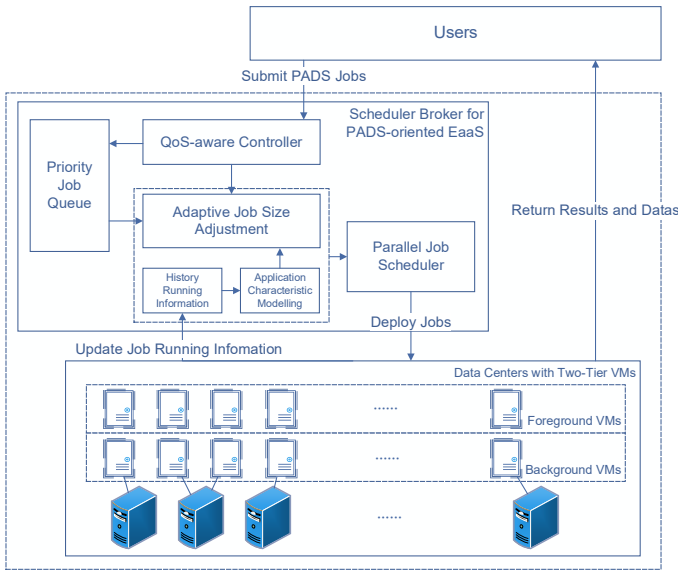 Users
Submit PADS Jobs
Scheduler Broker for
PADS-oriented EaaS
QoS-aware Controller
Priority
Job
Queue
Adaptive Job Size
Adjustment
Return Results and Datas
Parallel Job
Scheduler
History
Running
Information
Application
Characteristic
Modelling
Deploy Jobs
Update Job Running Infomation
Data Centers with Two-Tier VMs
......
Foreground VMs
......
Background VMs
......